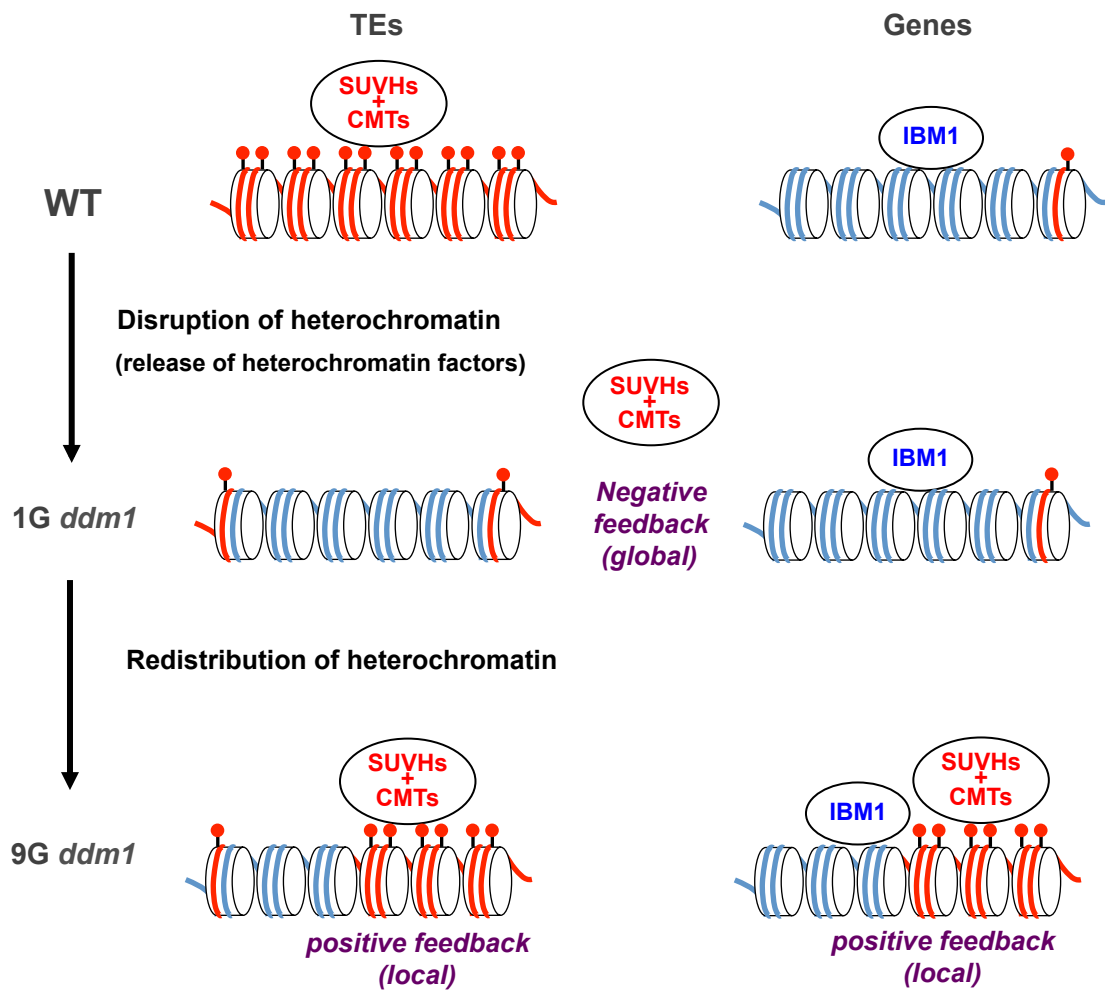 TEs
Genes
SUVHs
+
CMTs
IBM1
WT
Disruption of heterochromatin
(release of heterochromatin factors)
SUVHs
+
CMTs
IBM1
1G ddm1
Negative
feedback
(global)
Redistribution of heterochromatin
SUVHs
+
CMTs
IBM1
SUVHs
+
CMTs
9G ddm1
positive feedback
(local)
positive feedback
(local)